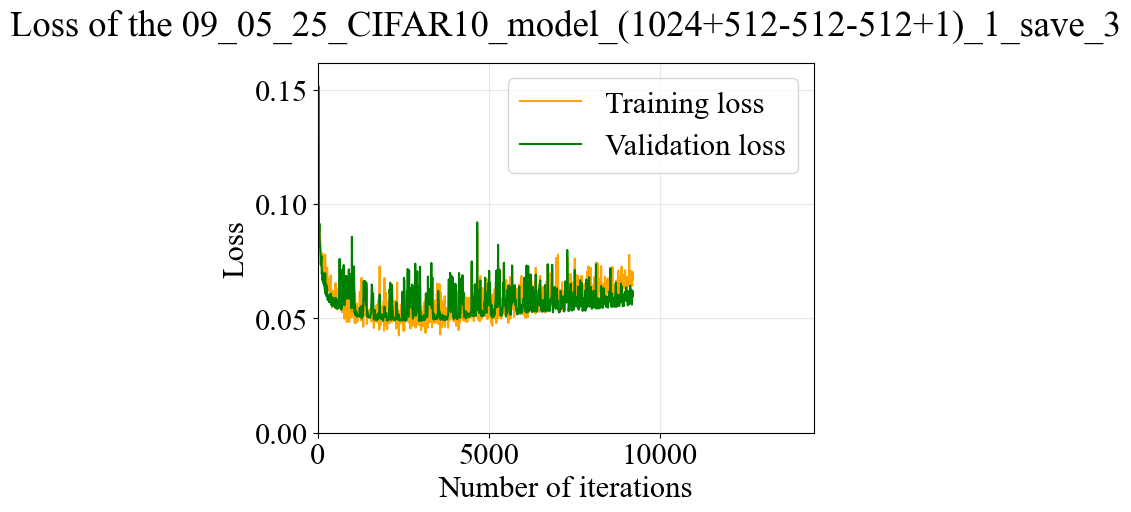 Loss of the 09_05_25_CIFAR10_model_(1024+512-512-512+1)_1_save_3
0.15
0.10
0.05
0.00
Loss
Training loss
Validation loss
0
5000
10000
Number of iterations